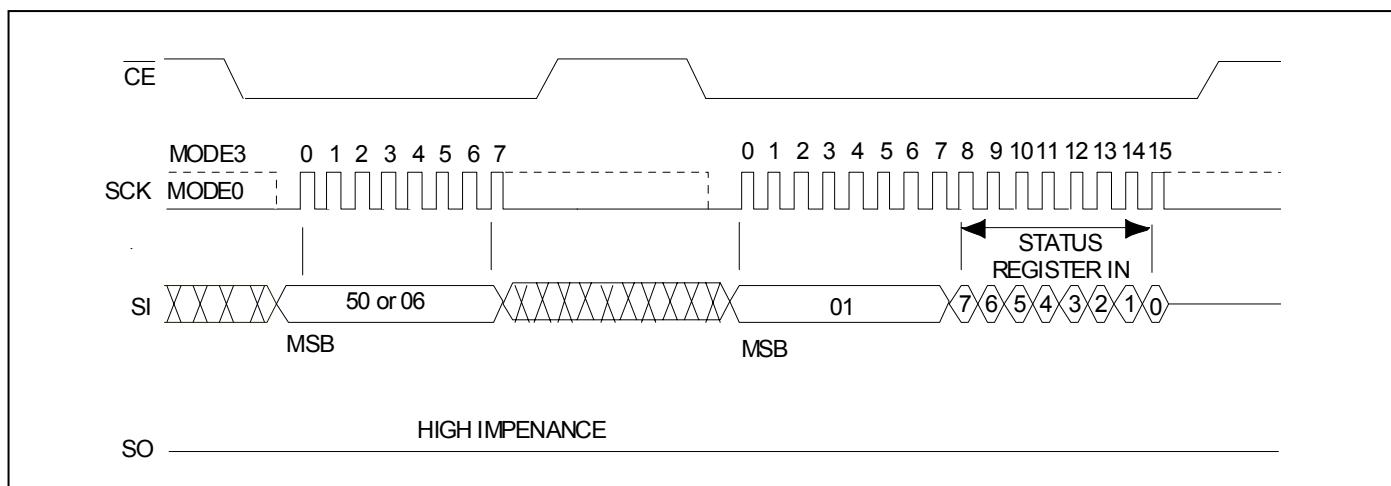 CE
MODE3 0 1 2 3 4 5 6 7 0 1 2 3 4 5 6 7 8 9 10 11 12 13 14 15
SCK MODE0
STATUS
REGISTER IN
SI 50 or 06 01 7 6 5 4 3 2 1 0
MSB MSB
HIGH IMPENANCE
SO